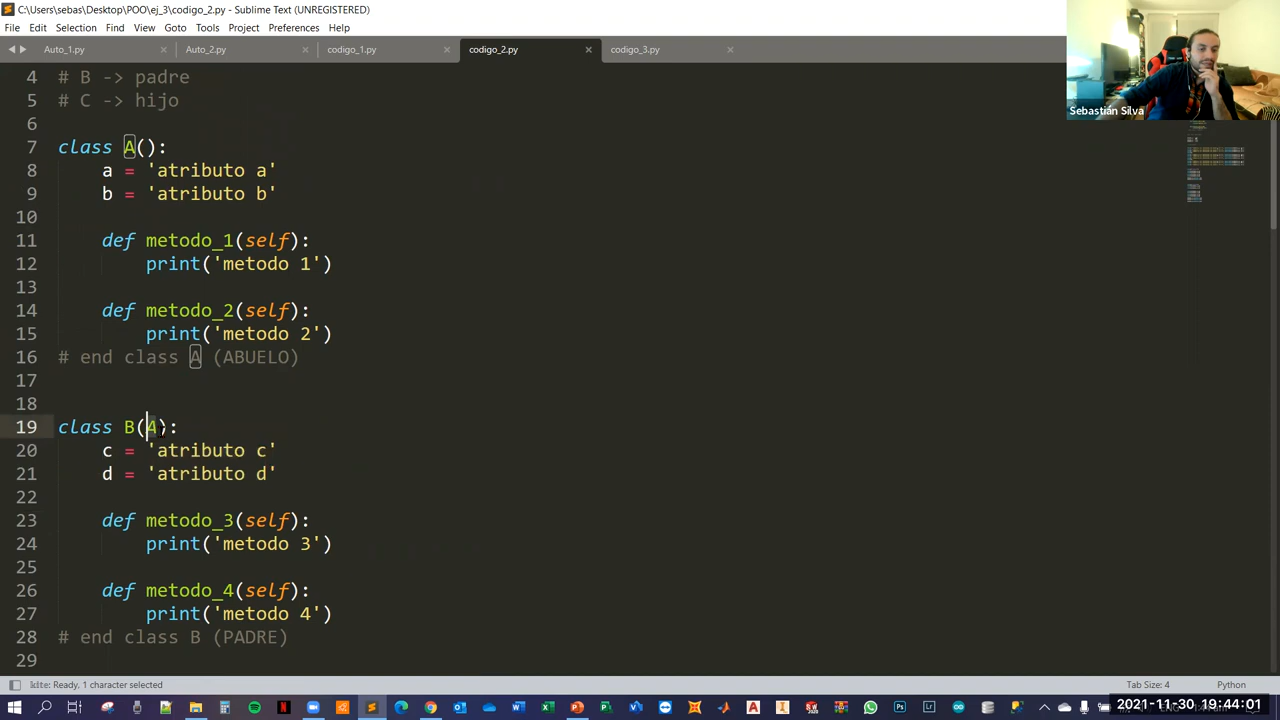 C:\Users\sebas\Desktop\POO\ej_3\codigo_2.py - Sublime Text (UNREGISTERED)
File Edit Selection Find View Goto Tools Project Preferences Help
Auto_1.py × Auto_2.py × codigo_1.py × codigo_2.py × codigo_3.py ×
Sebastián Silva
4 # B -> padre
5 # C -> hijo
6
7 class A():
8 a = 'atributo a'
9 b = 'atributo b'
10
11 def metodo_1(self):
12 print('metodo 1')
13
14 def metodo_2(self):
15 print('metodo 2')
16 # end class A (ABUELO)
17
18
19 class B(A):
20 c = 'atributo c'
21 d = 'atributo d'
22
23 def metodo_3(self):
24 print('metodo 3')
25
26 def metodo_4(self):
27 print('metodo 4')
28 # end class B (PADRE)
29
kite: Ready, 1 character selected Tab Size: 4 Python
2021-11-30 19:44:01